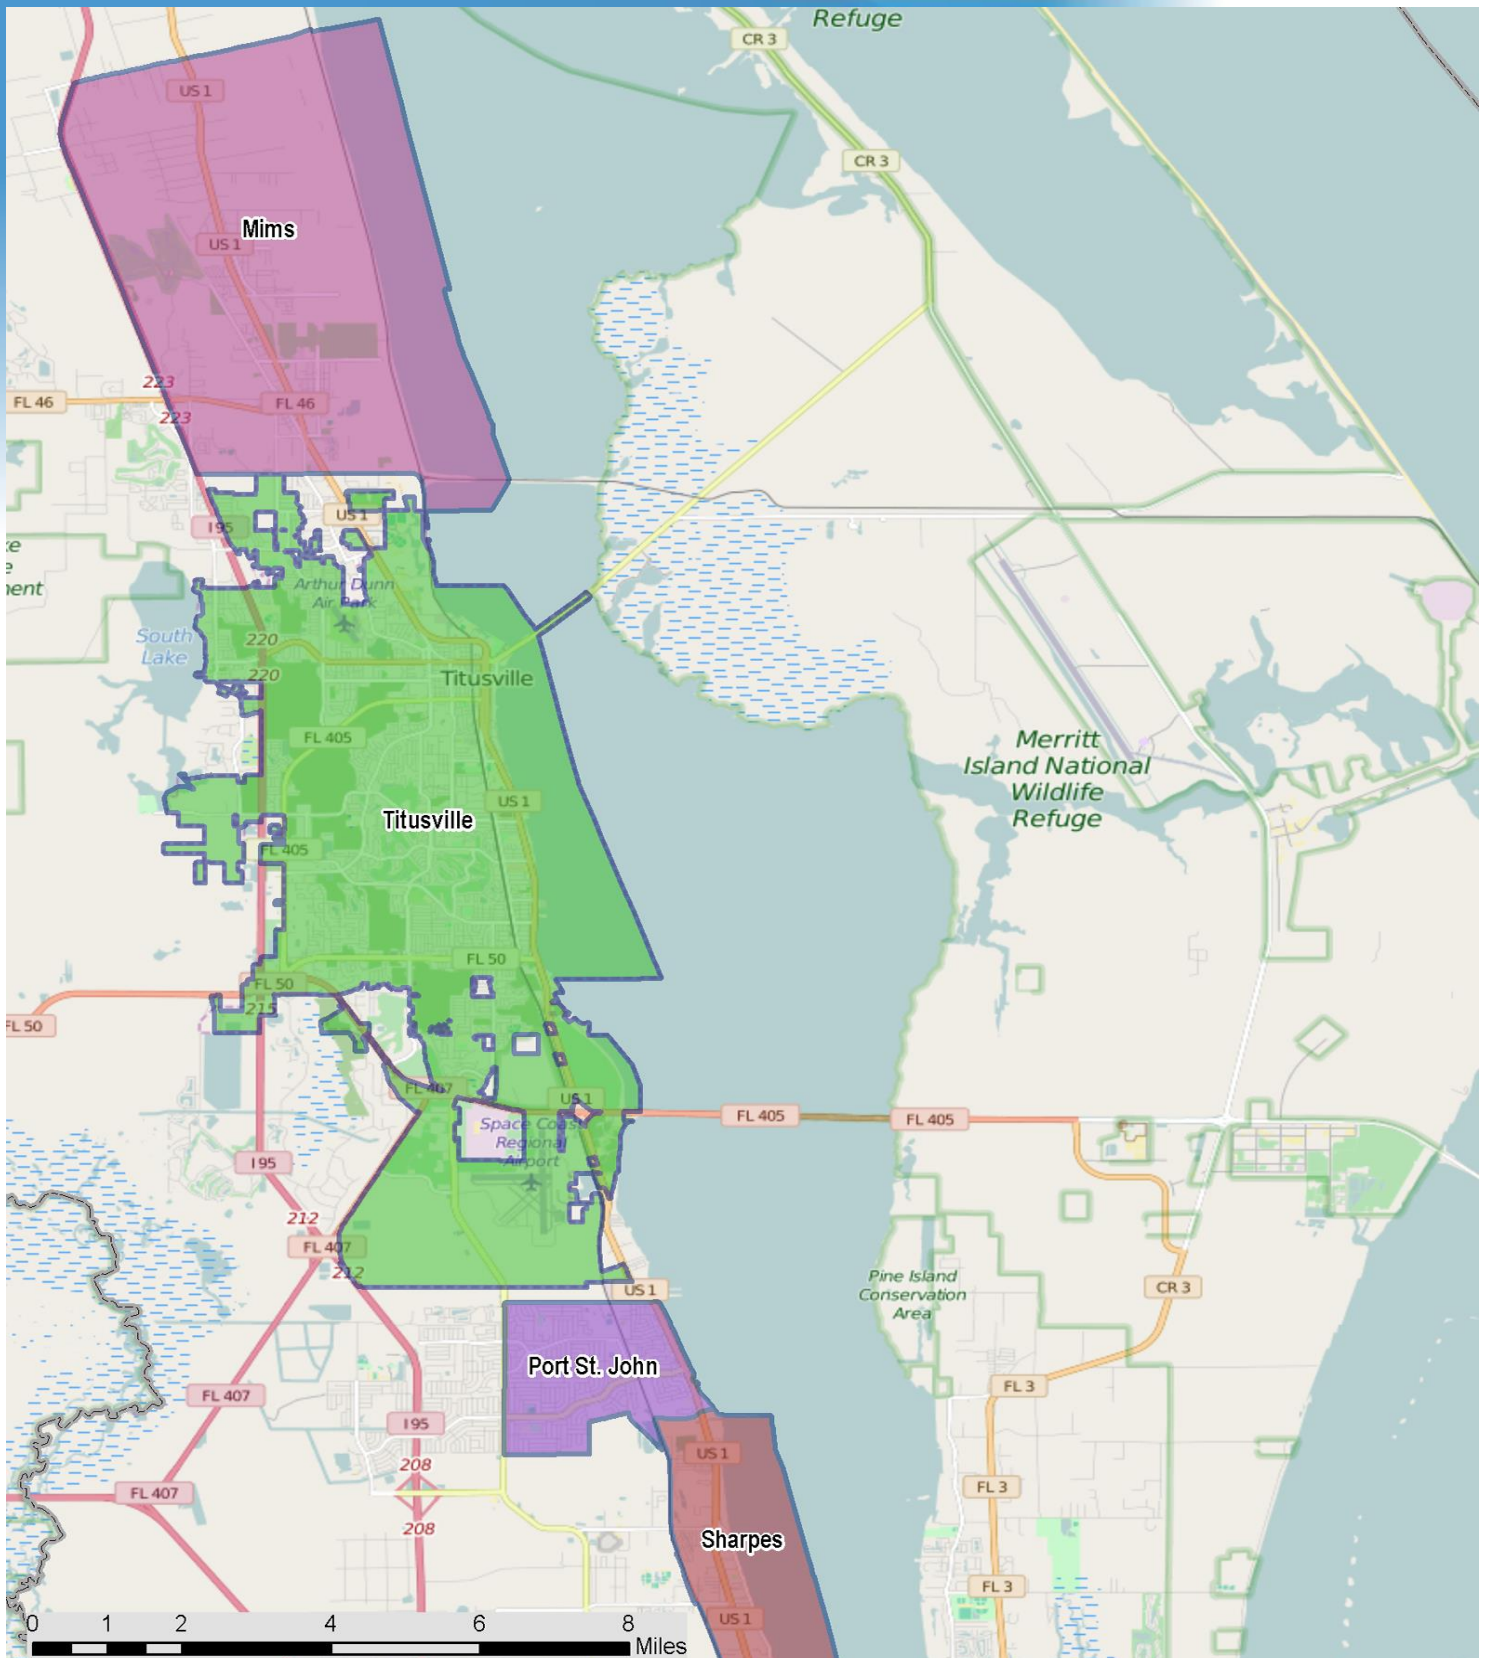 Refuge
CR 3
US 1
CR 3
Mims
US 1
223
FL 46
FL 46
223
US 1
I 95
ke
e
ment
Arthur Dunn
Air Park
South
Lake
220
220
Titusville
FL 405
Merritt
Island National
Wildlife
Refuge
US 1
Titusville
FL 405
FL 50
FL 50
215
FL 50
FL 407
US 1
FL 405
FL 405
Space Coast
Regional
Airport
I 95
212
FL 407
212
US 1
Pine Island
Conservation
Area
CR 3
Port St. John
FL 3
FL 407
I 95
US 1
208
FL 407
FL 3
208
Sharpes
FL 3
US 1
0 1 2 4 6 8
Miles